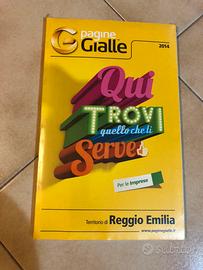 pagine
Gialle
2014
Qui
TROVI
quello che ti
Serve
Per le Imprese
Territorio di Reggio Emilia
www.paginegialle.it